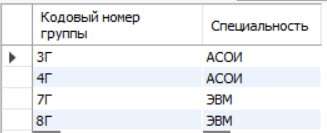 Кодовый номер группы Специальность
3Г АСОИ
4Г АСОИ
7Г ЭВМ
8Г ЭВМ